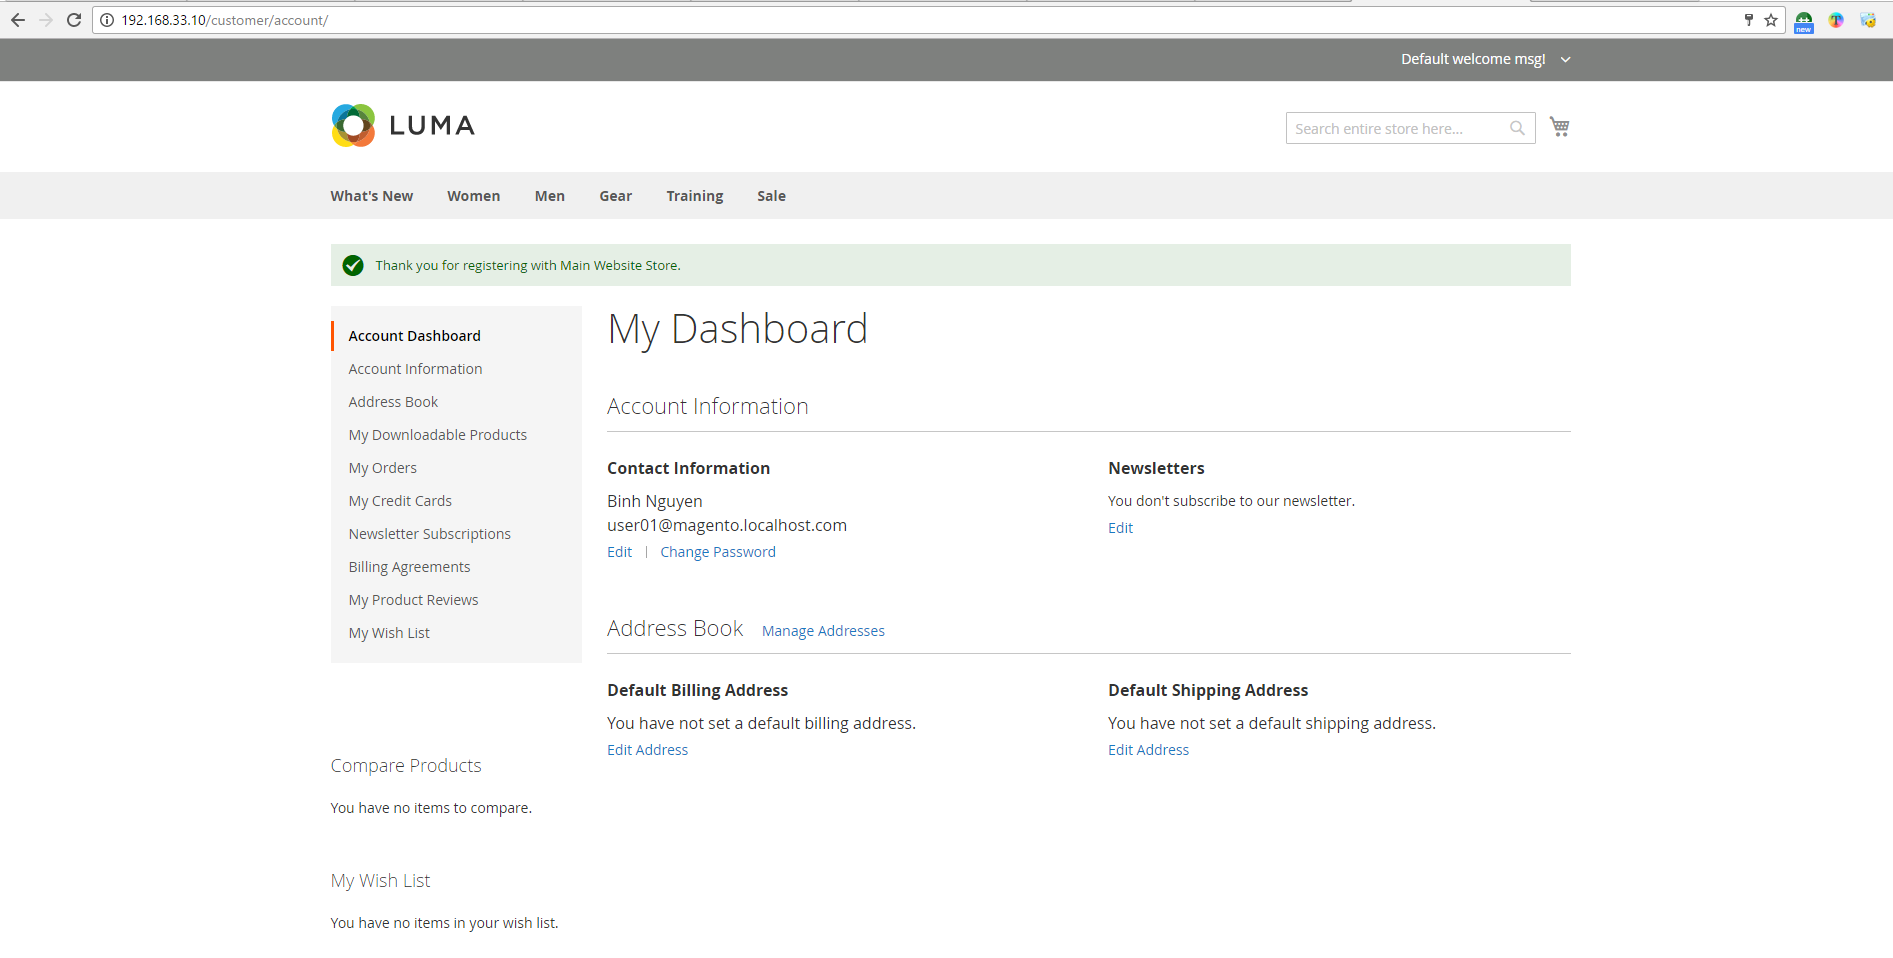 192.168.33.10/customer/account/
new
T
Default welcome msg!
LUMA
Search entire store here...
What's New Women Men Gear Training Sale
Thank you for registering with Main Website Store.
Account Dashboard
Account Information
Address Book
My Downloadable Products
My Orders
My Credit Cards
Newsletter Subscriptions
Billing Agreements
My Product Reviews
My Wish List
My Dashboard
Account Information
Contact Information
Binh Nguyen
user01@magento.localhost.com
Edit | Change Password
Newsletters
You don't subscribe to our newsletter.
Edit
Address Book Manage Addresses
Default Billing Address
You have not set a default billing address.
Edit Address
Default Shipping Address
You have not set a default shipping address.
Edit Address
Compare Products
You have no items to compare.
My Wish List
You have no items in your wish list.